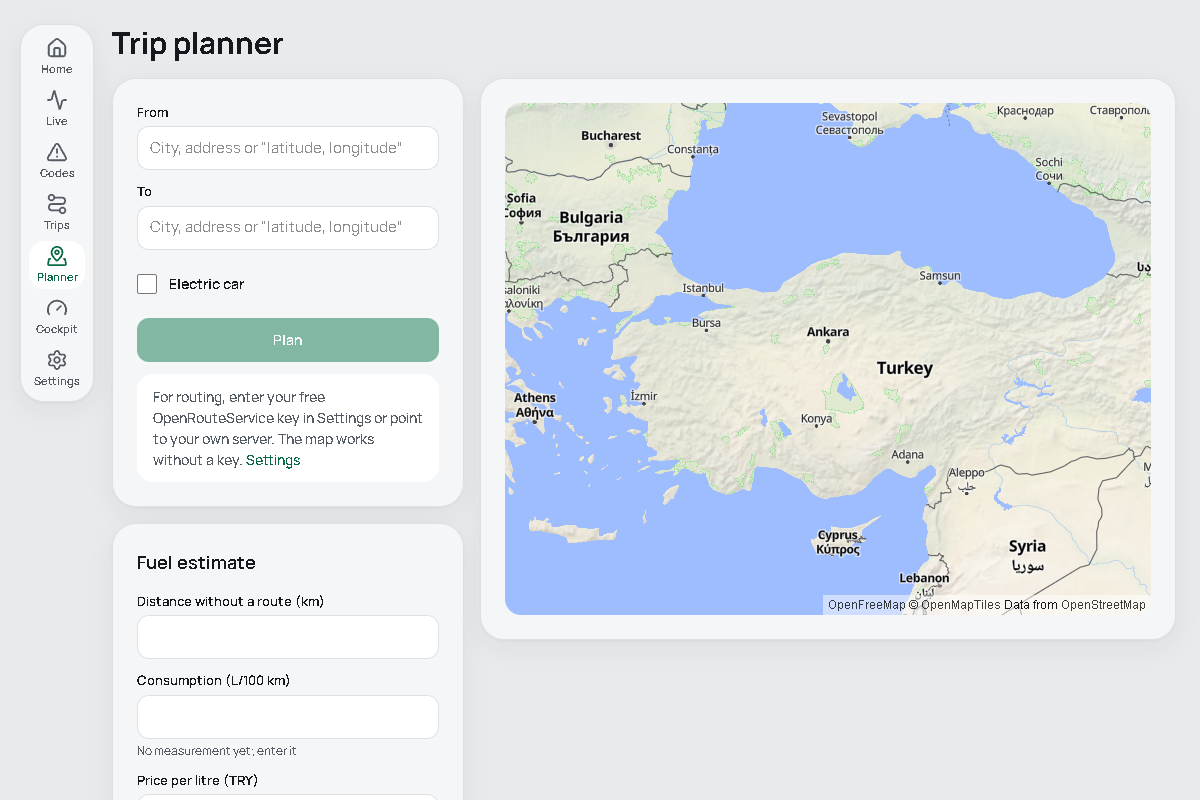 Trip planner
Home
Live
Codes
Trips
Planner
Cockpit
Settings
From
City, address or "latitude, longitude"
To
City, address or "latitude, longitude"
Electric car
Plan
For routing, enter your free
OpenRouteService key in Settings or point
to your own server. The map works
without a key. Settings
Fuel estimate
Distance without a route (km)
Consumption (L/100 km)
No measurement yet; enter it
Price per litre (TRY)
Bucharest
Constanța
Sevastopol
Севастополь
Краснодар
Sochi
Сочи
Sofia
София
Bulgaria
България
Istanbul
Bursa
Samsun
Ankara
Turkey
Athens
Αθήνα
İzmir
Konya
Adana
Aleppo
حلب
Cyprus
Κύπρος
Syria
سوريا
Lebanon
OpenFreeMap © OpenMapTiles Data from OpenStreetMap